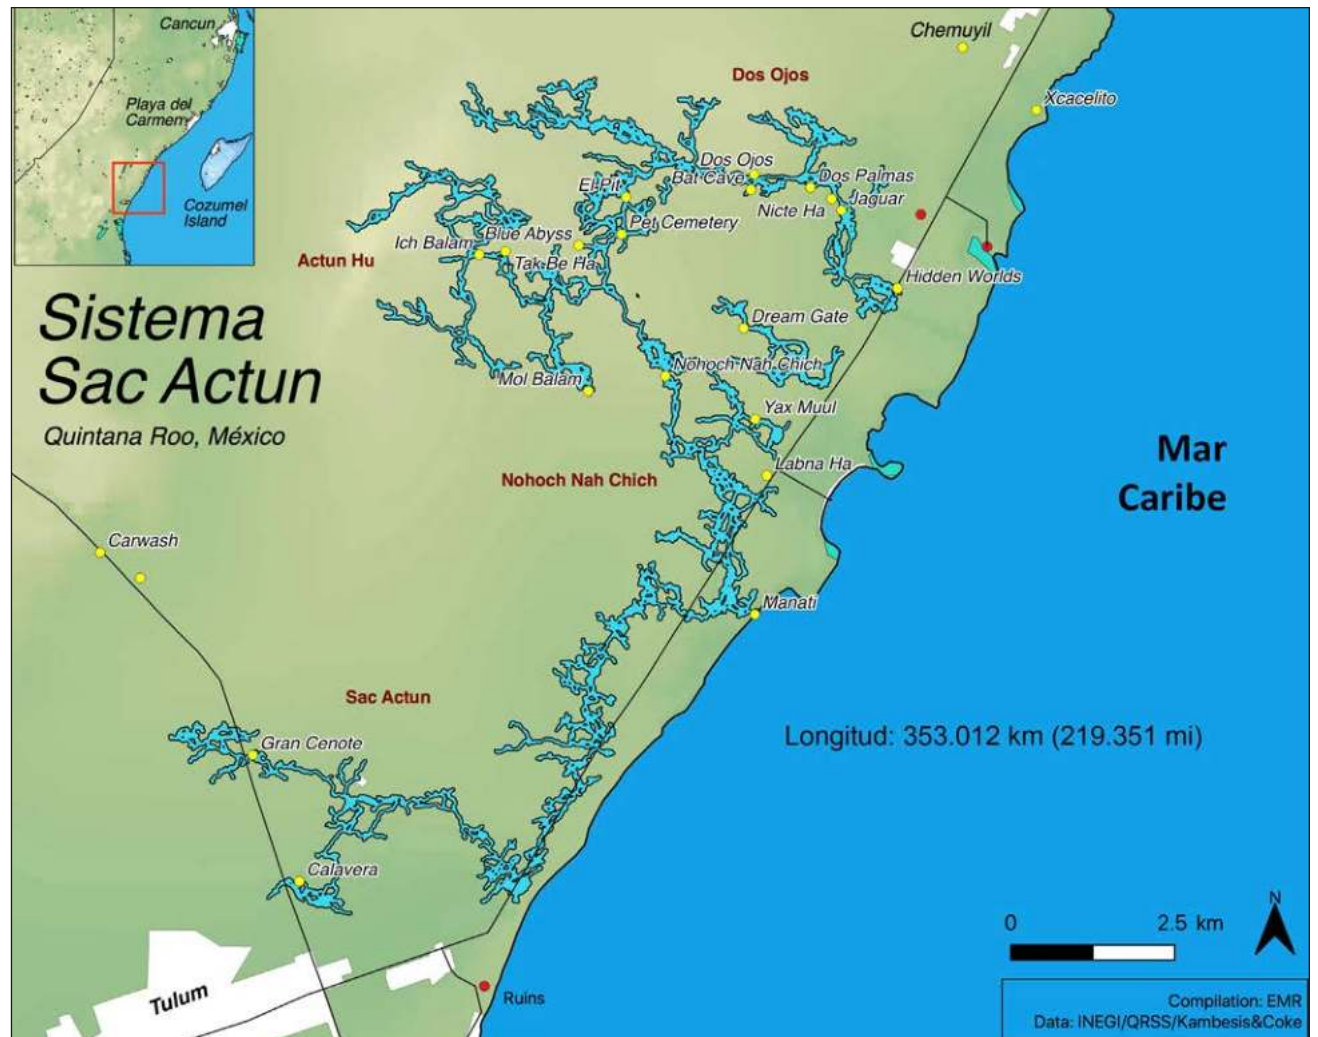 Cancun
Playa del
Carmem
Cozumel
Island
Chemuyil
Xcacelito
Dos Ojos
Dos Ojos
Bat Cave
Dos Palmas
El Pit
Nicte Ha
Jaguar
Pet Cemetery
Ich Balam
Blue Abyss
Tak Be Ha
Actun Hu
Hidden Worlds
Sistema
Sac Actun
Quintana Roo, México
Dream Gate
Nohoch Nah Chich
Mol Balam
Yax Muul
Mar
Caribe
Labna Ha
Nohoch Nah Chich
Carwash
Manati
Sac Actun
Longitud: 353.012 km (219.351 mi)
Gran Cenote
Calavera
0 2.5 km
N
Tulum
Ruins
Compilation: EMR
Data: INEGI/QRSS/Kambesis&Coke